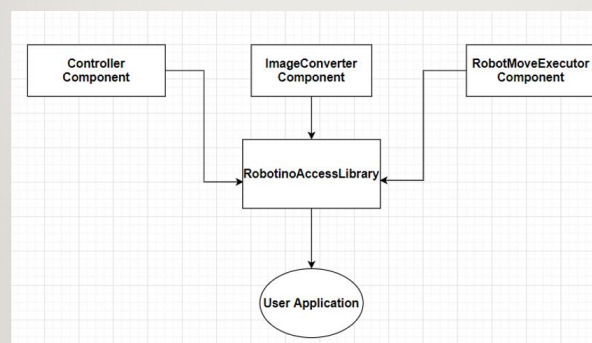 Controller
Component
ImageConverter
Component
RobotMoveExecutor
Component
RobotinoAccessLibrary
User Application